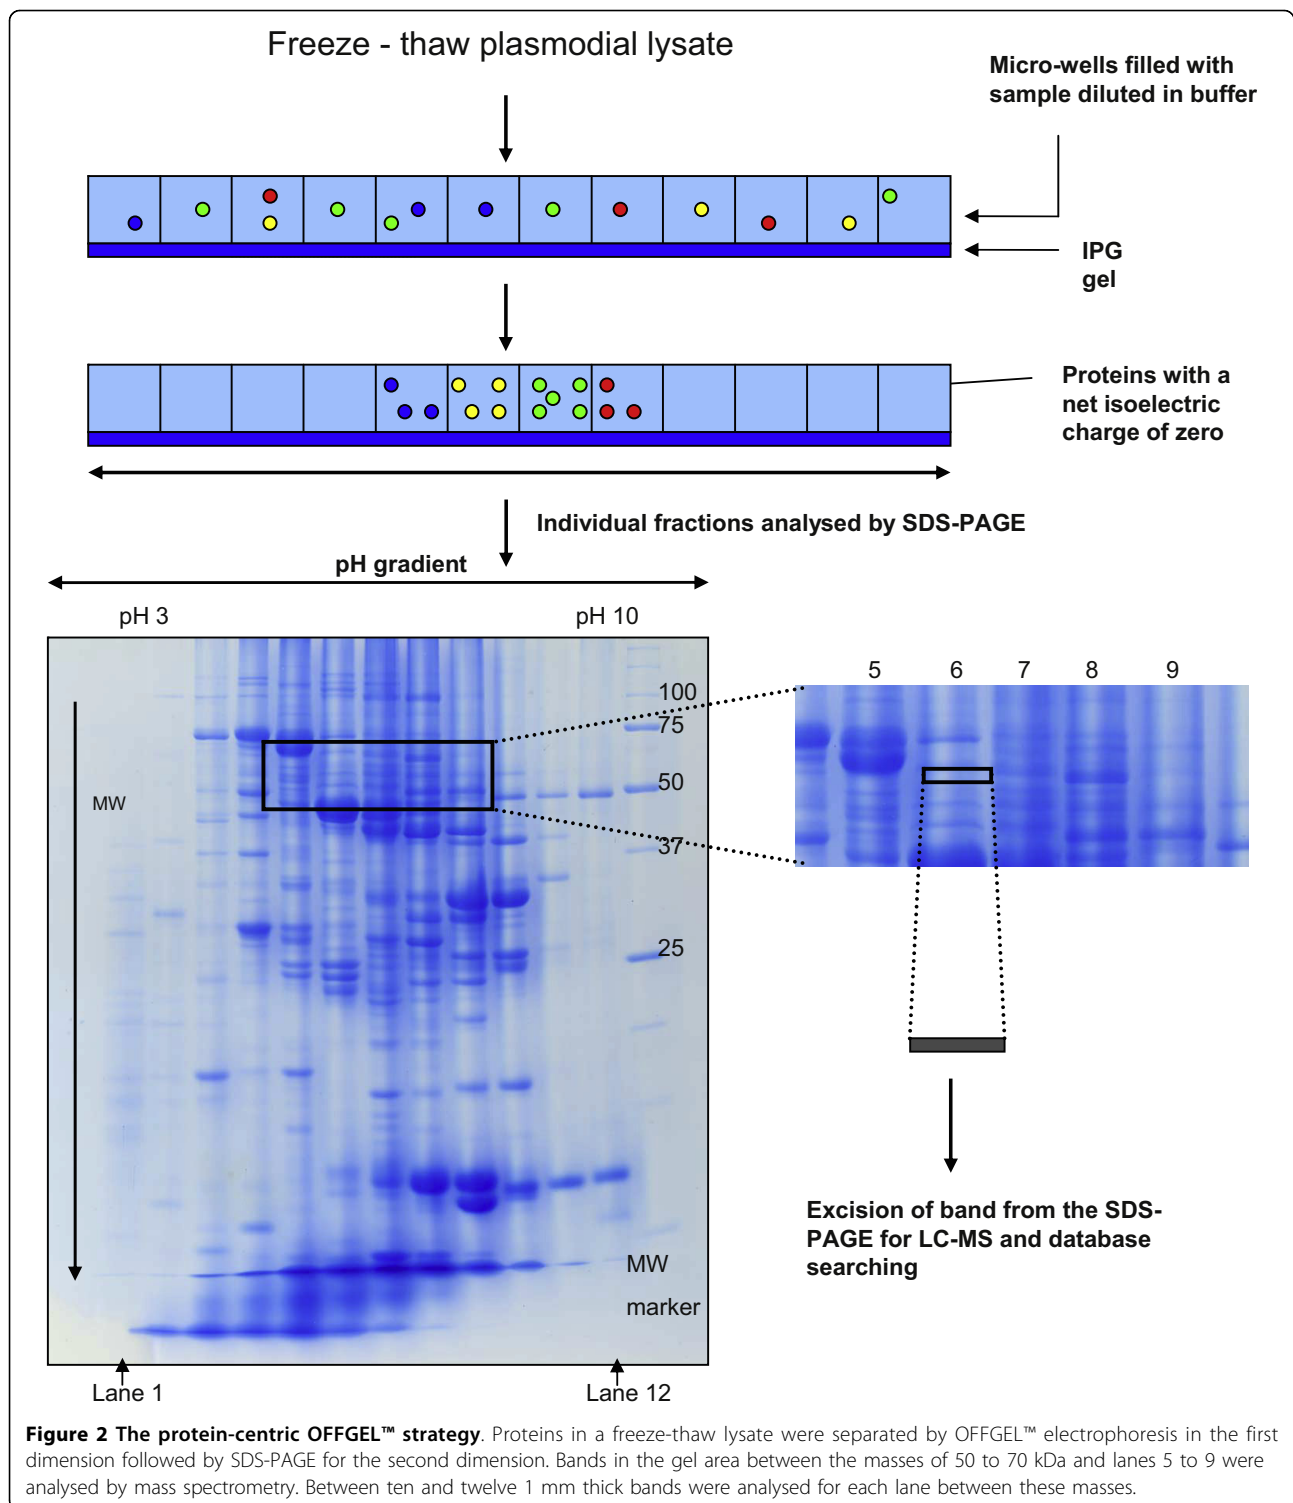 Freeze - thaw plasmodial lysate
Micro-wells filled with
sample diluted in buffer
IPG
gel
Proteins with a
net isoelectric
charge of zero
Individual fractions analysed by SDS-PAGE
pH gradient
pH 3
pH 10
MW
100
75
50
37
25
MW
marker
Lane 1
Lane 12
5 6 7 8 9
Excision of band from the SDS-
PAGE for LC-MS and database
searching
Figure 2 The protein-centric OFFGEL™ strategy. Proteins in a freeze-thaw lysate were separated by OFFGEL™ electrophoresis in the first
dimension followed by SDS-PAGE for the second dimension. Bands in the gel area between the masses of 50 to 70 kDa and lanes 5 to 9 were
analysed by mass spectrometry. Between ten and twelve 1 mm thick bands were analysed for each lane between these masses.